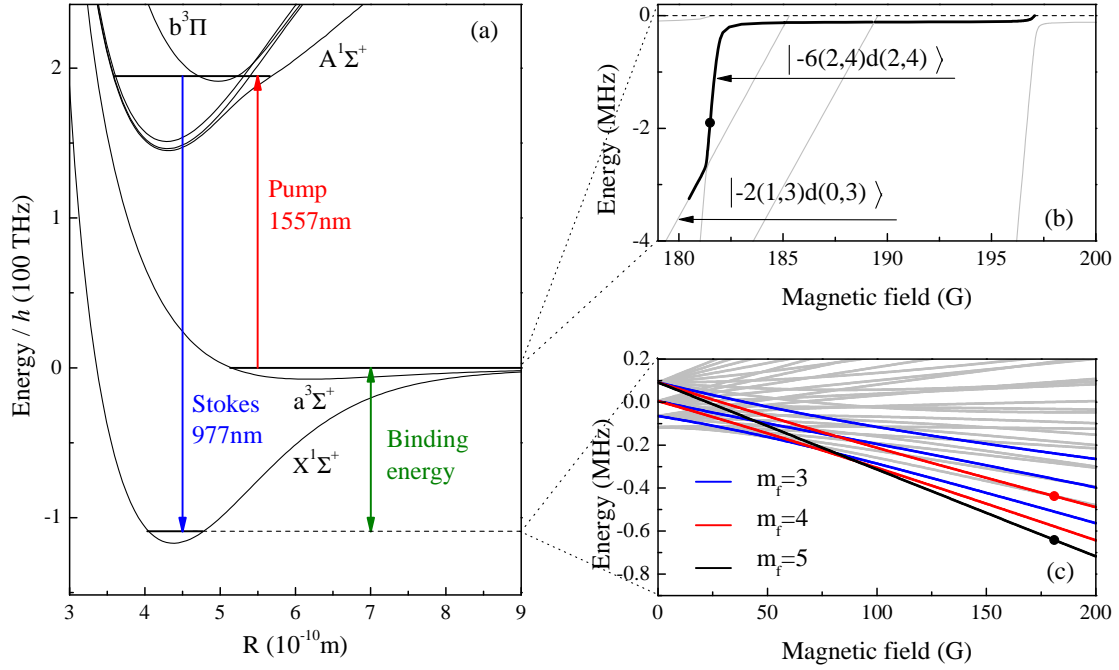 (a)
b³Π
A¹Σ⁺
Pump
1557nm
Stokes
977nm
a³Σ⁺
X¹Σ⁺
Binding
energy
2
1
0
-1
Energy / h (100 THz)
3 4 5 6 7 8 9
R (10⁻¹⁰m)
0
-2
-4
Energy (MHz)
| -6(2,4)d(2,4) ⟩
|-2(1,3)d(0,3) ⟩
(b)
180 185 190 195 200
Magnetic field (G)
0.2
0.0
-0.2
-0.4
-0.6
-0.8
Energy (MHz)
m_f=3
m_f=4
m_f=5
(c)
0 50 100 150 200
Magnetic field (G)